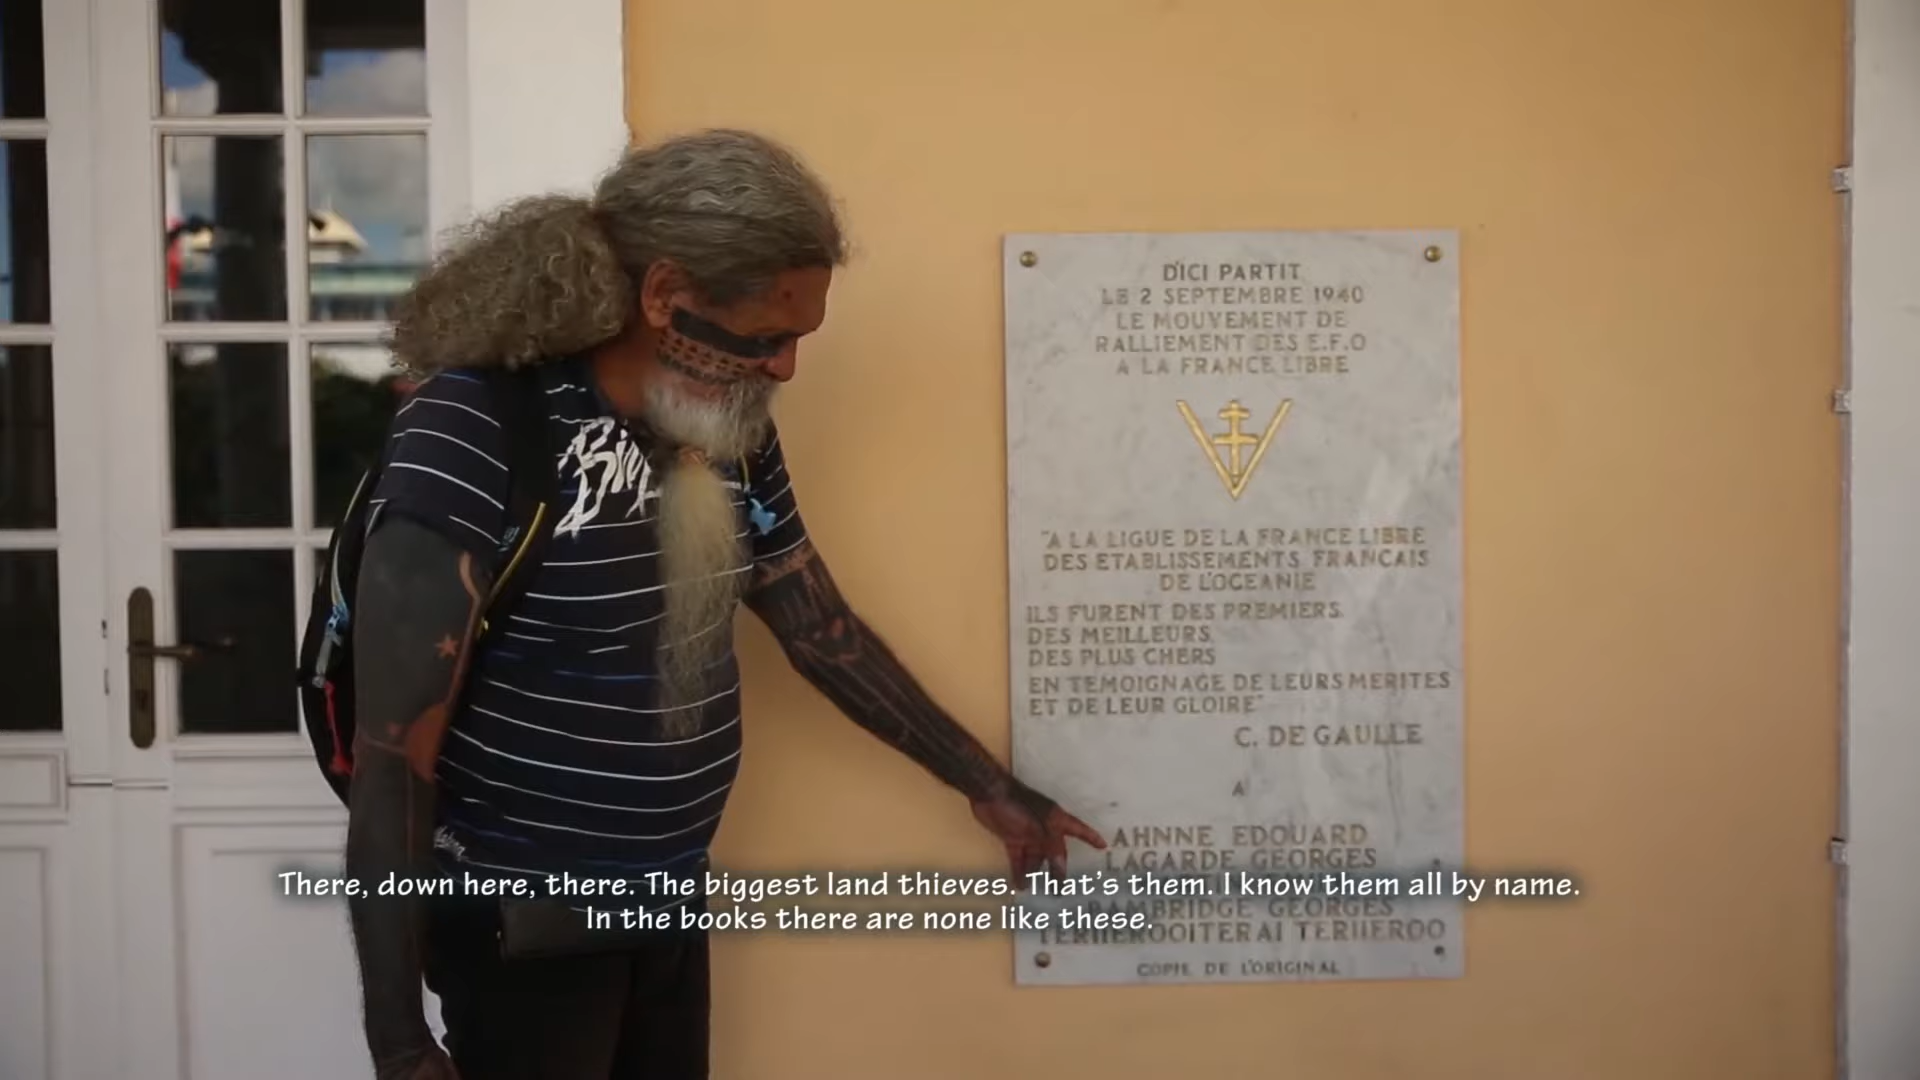 D'ICI PARTIT
LE 2 SEPTEMBRE 1940
LE MOUVEMENT DE
RALLIEMENT DES E.F.O
A LA FRANCE LIBRE
"A LA LIGUE DE LA FRANCE LIBRE
DES ETABLISSEMENTS FRANCAIS
DE L'OCEANIE
ILS FURENT DES PREMIERS.
DES MEILLEURS
DES PLUS CHERS
EN TEMOIGNAGE DE LEURS MERITES
ET DE LEUR GLOIRE"
C. DE GAULLE
A
AHNNE EDOUARD
LAGARDE GEORGES
There, down here, there. The biggest land thieves. That's them. I know them all by name.
In the books there are none like these.
BAMBRIDGE GEORGES
TERIIEROOITERAI TERIIEROO
COPIE DE L'ORIGINAL